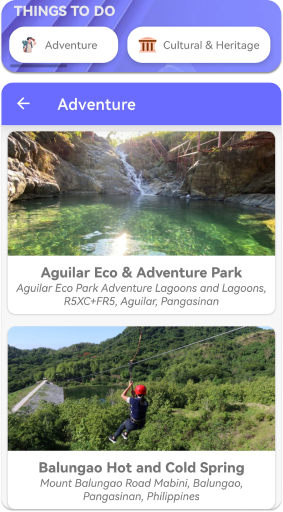 THINGS TO DO
Adventure
Cultural & Heritage
Adventure
Aguilar Eco & Adventure Park
Aguilar Eco Park Adventure Lagoons and Lagoons,
R5XC+FR5, Aguilar, Pangasinan
Balungao Hot and Cold Spring
Mount Balungao Road Mabini, Balungao,
Pangasinan, Philippines